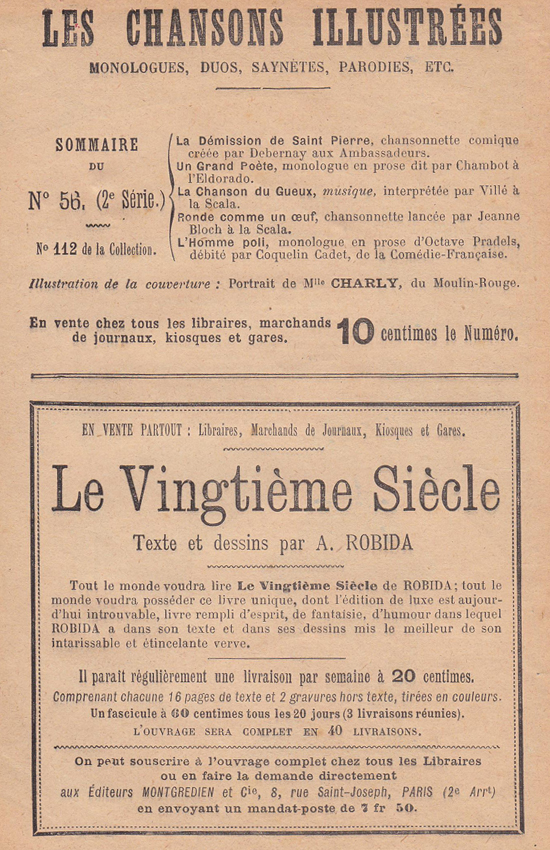 LES CHANSONS ILLUSTRÉES
MONOLOGUES, DUOS, SAYNÈTES, PARODIES, ETC.
SOMMAIRE
DU
No 56, (2e Série.)
No 112 de la Collection.
La Démission de Saint Pierre, chansonnette comique
créée par Debernay aux Ambassadeurs.
Un Grand Poète, monologue en prose dit par Chambot à
l'Eldorado.
La Chanson du Gueux, musique, interprétée par Villé à
la Scala.
Ronde comme un œuf, chansonnette lancée par Jeanne
Bloch à la Scala.
L'Homme poli, monologue en prose d'Octave Pradels,
débité par Coquelin Cadet, de la Comédie-Française.
Illustration de la couverture : Portrait de Mlle CHARLY, du Moulin-Rouge.
En vente chez tous les libraires, marchands
de journaux, kiosques et gares.
10 centimes le Numéro.
EN VENTE PARTOUT : Libraires, Marchands de Journaux, Kiosques et Gares.
Le Vingtième Siècle
Texte et dessins par A. ROBIDA
Tout le monde voudra lire Le Vingtième Siècle de ROBIDA; tout le
monde voudra posséder ce livre unique, dont l'édition de luxe est aujour-
d'hui introuvable, livre rempli d'esprit, de fantaisie, d'humour dans lequel
ROBIDA a dans son texte et dans ses dessins mis le meilleur de son
intarissable et étincelante verve.
Il paraît régulièrement une livraison par semaine à 20 centimes.
Comprenant chacune 16 pages de texte et 2 gravures hors texte, tirées en couleurs.
Un fascicule à 60 centimes tous les 20 jours (3 livraisons réunies).
L'OUVRAGE SERA COMPLET EN 40 LIVRAISONS.
On peut souscrire à l'ouvrage complet chez tous les Libraires
ou en faire la demande directement
aux Éditeurs MONTGREDIEN et Cie, 8, rue Saint-Joseph, PARIS (2e Arrt)
en envoyant un mandat-poste de 7 fr 50.